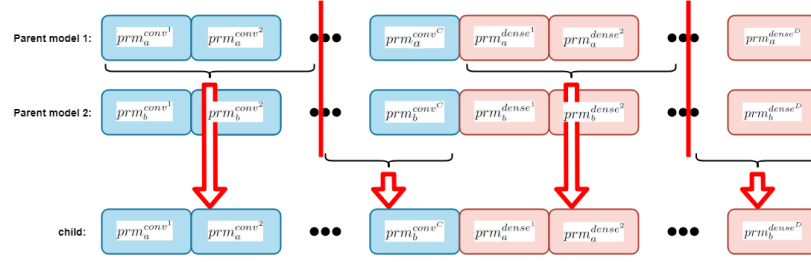 Parent model 1: prm_a^{conv^1} prm_a^{conv^2} ●●● prm_a^{conv^C} prm_a^{dense^1} prm_a^{dense^2} ●●● prm_a^{dense^D}
Parent model 2: prm_b^{conv^1} prm_b^{conv^2} ●●● prm_b^{conv^C} prm_b^{dense^1} prm_b^{dense^2} ●●● prm_b^{dense^D}
child: prm_a^{conv^1} prm_a^{conv^2} ●●● prm_b^{conv^C} prm_a^{dense^1} prm_a^{dense^2} ●●● prm_b^{dense^D}